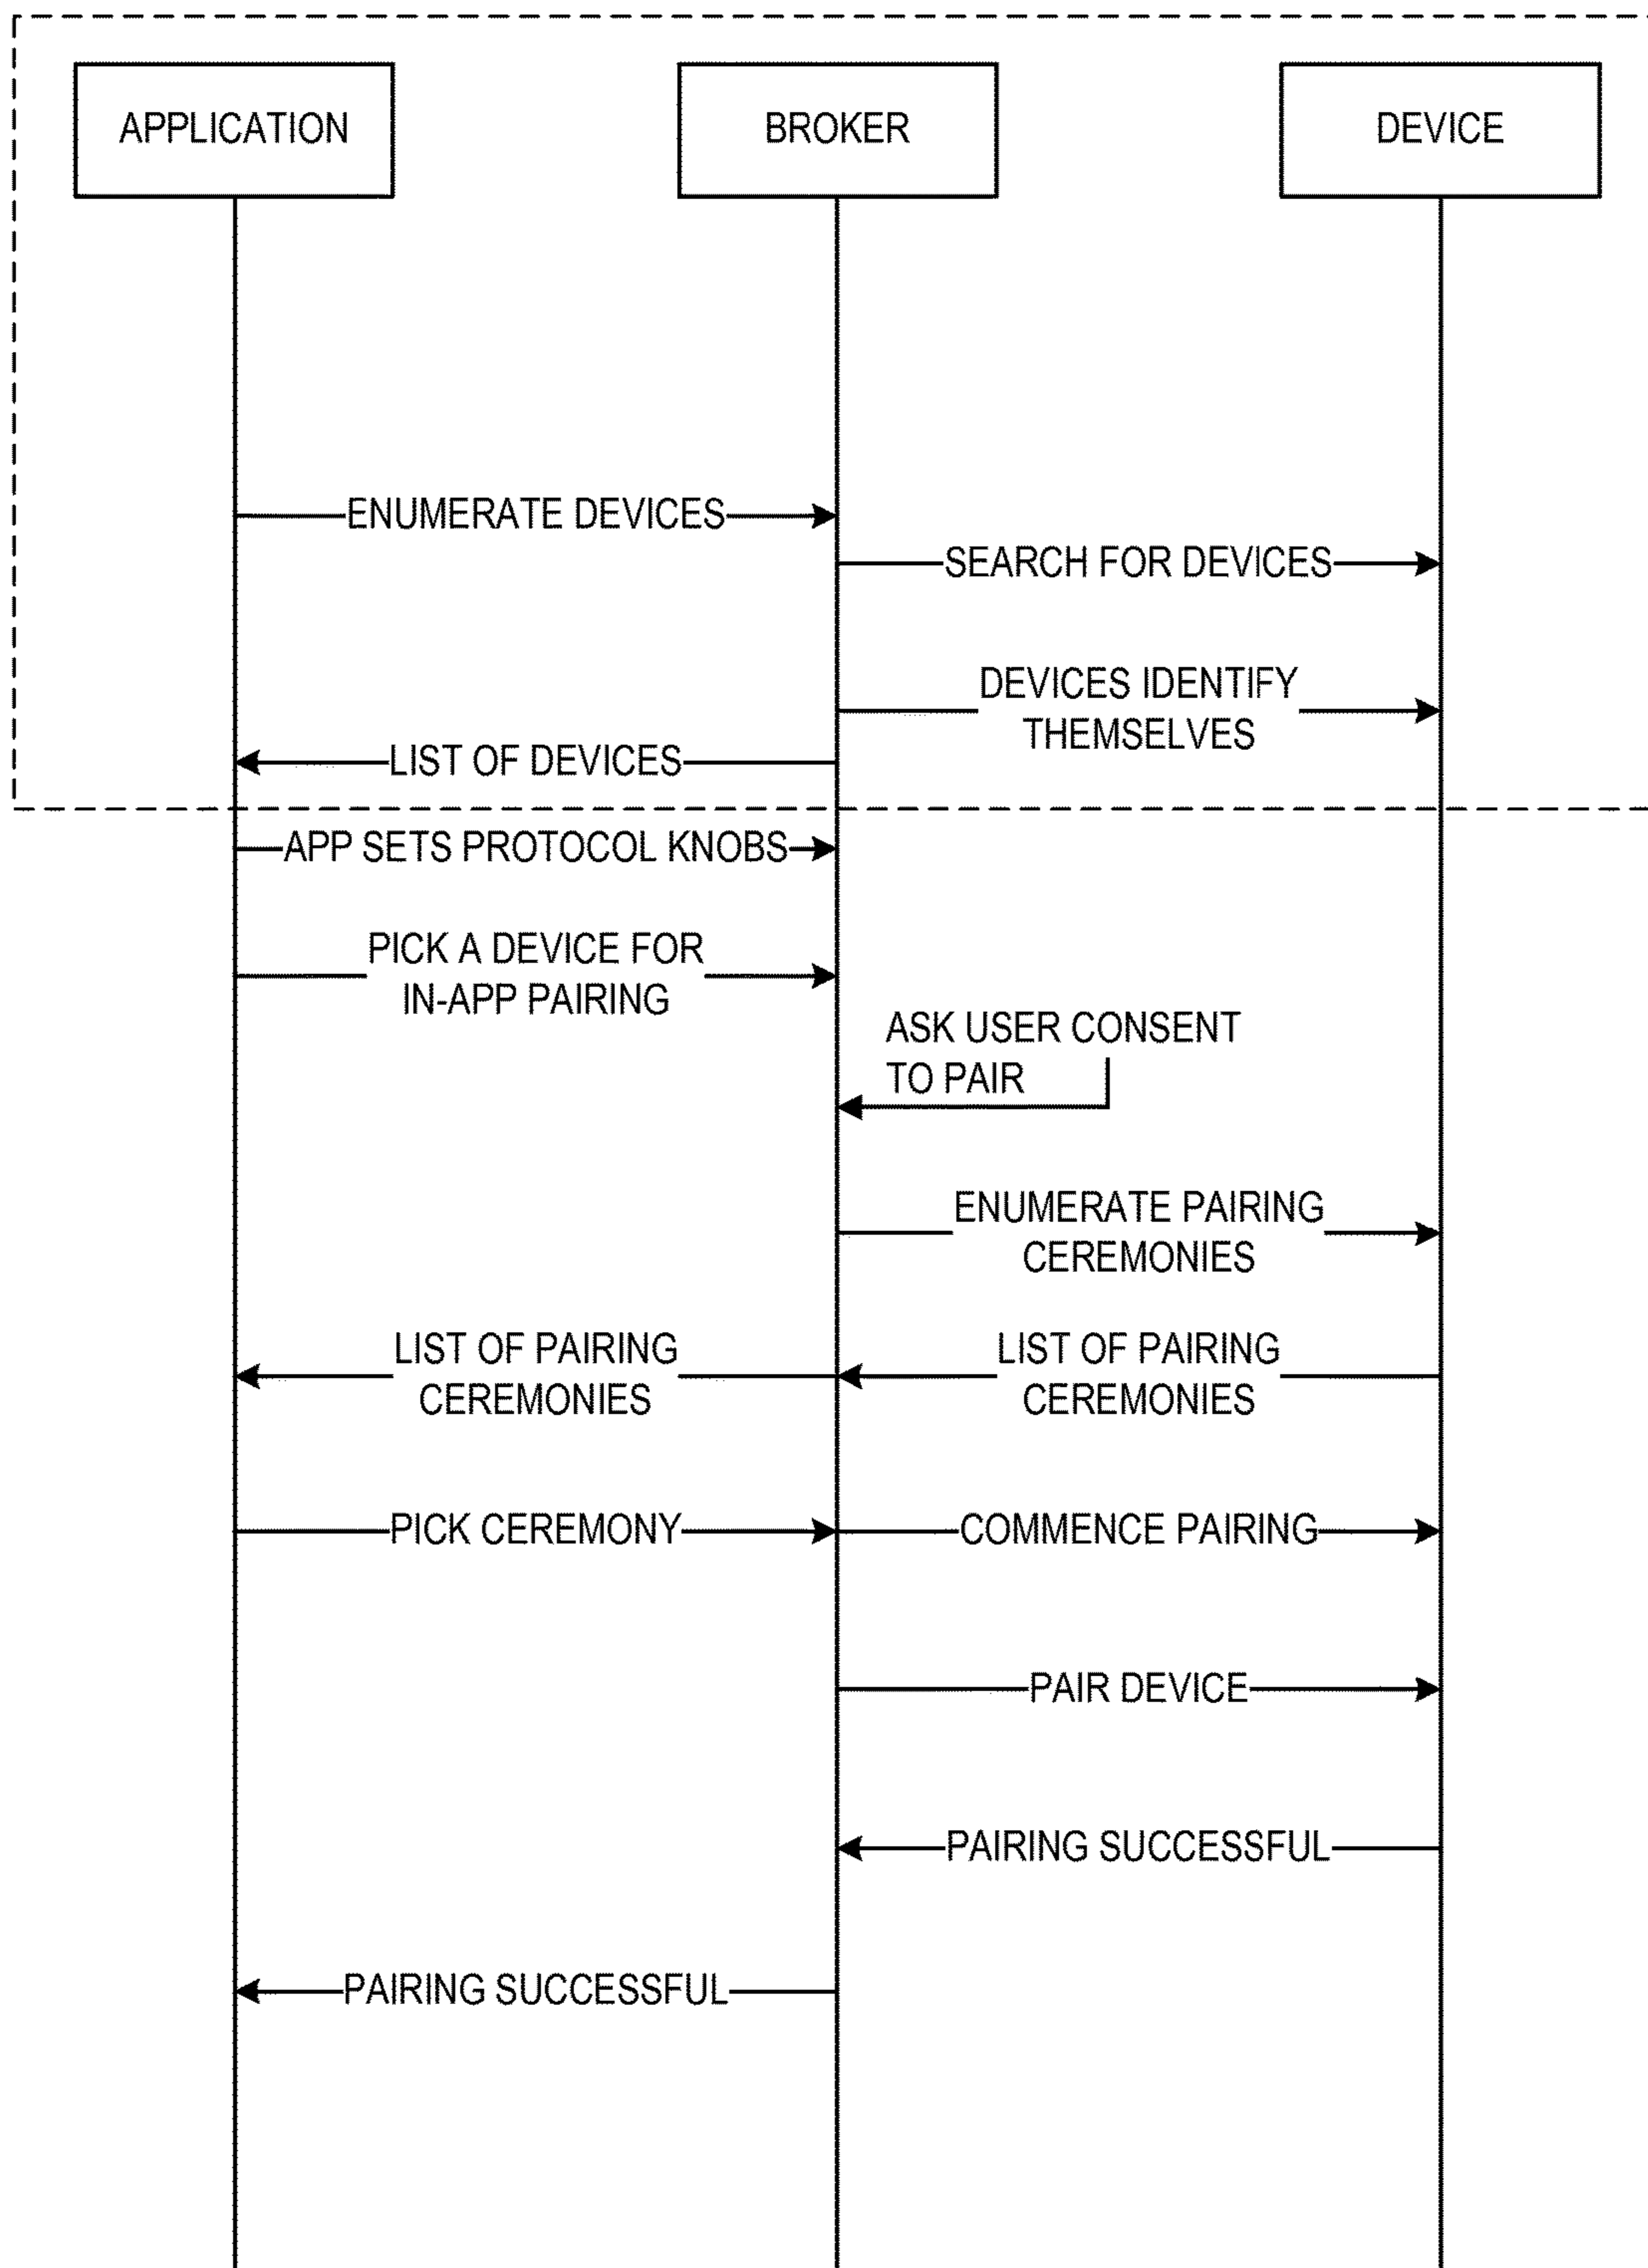 APPLICATION
BROKER
DEVICE
ENUMERATE DEVICES
SEARCH FOR DEVICES
DEVICES IDENTIFY
THEMSELVES
LIST OF DEVICES
APP SETS PROTOCOL KNOBS
PICK A DEVICE FOR
IN-APP PAIRING
ASK USER CONSENT
TO PAIR
ENUMERATE PAIRING
CEREMONIES
LIST OF PAIRING
CEREMONIES
LIST OF PAIRING
CEREMONIES
PICK CEREMONY
COMMENCE PAIRING
PAIR DEVICE
PAIRING SUCCESSFUL
PAIRING SUCCESSFUL